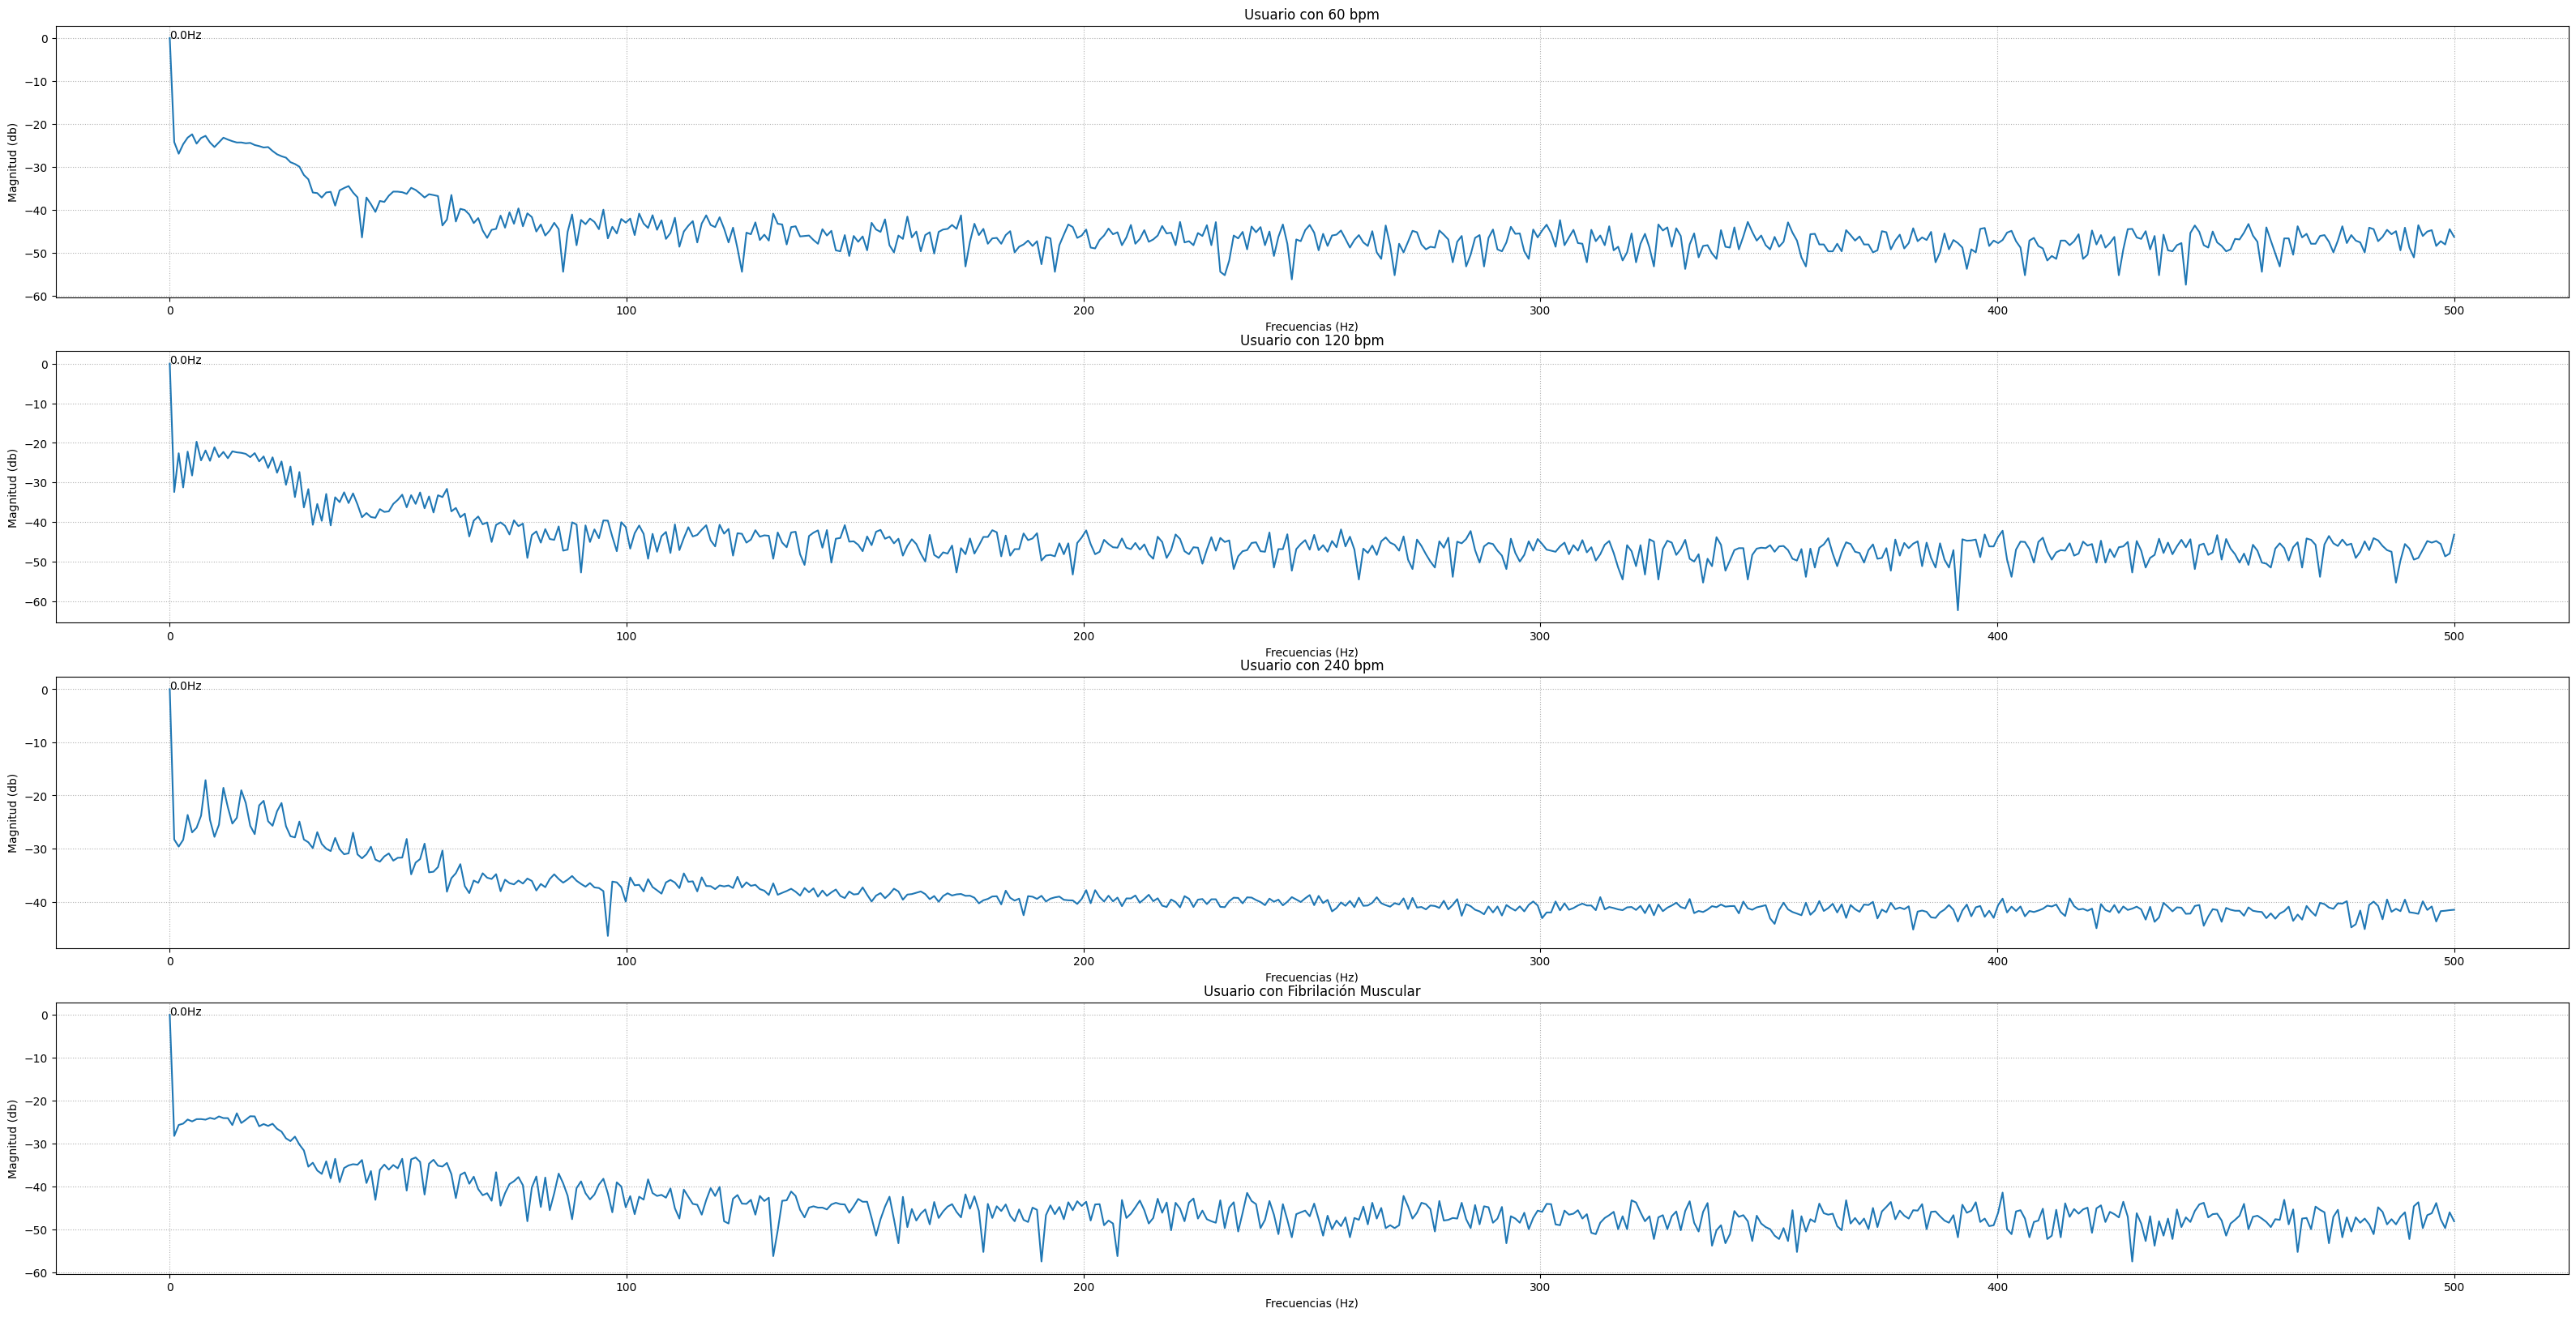 Usuario con 60 bpm
0.0Hz
0
−10
−20
−30
−40
−50
−60
Magnitud (db)
0 100 200 300 400 500
Frecuencias (Hz)
Usuario con 120 bpm
0.0Hz
0
−10
−20
−30
−40
−50
−60
Magnitud (db)
0 100 200 300 400 500
Frecuencias (Hz)
Usuario con 240 bpm
0.0Hz
0
−10
−20
−30
−40
Magnitud (db)
0 100 200 300 400 500
Frecuencias (Hz)
Usuario con Fibrilación Muscular
0.0Hz
0
−10
−20
−30
−40
−50
−60
Magnitud (db)
0 100 200 300 400 500
Frecuencias (Hz)